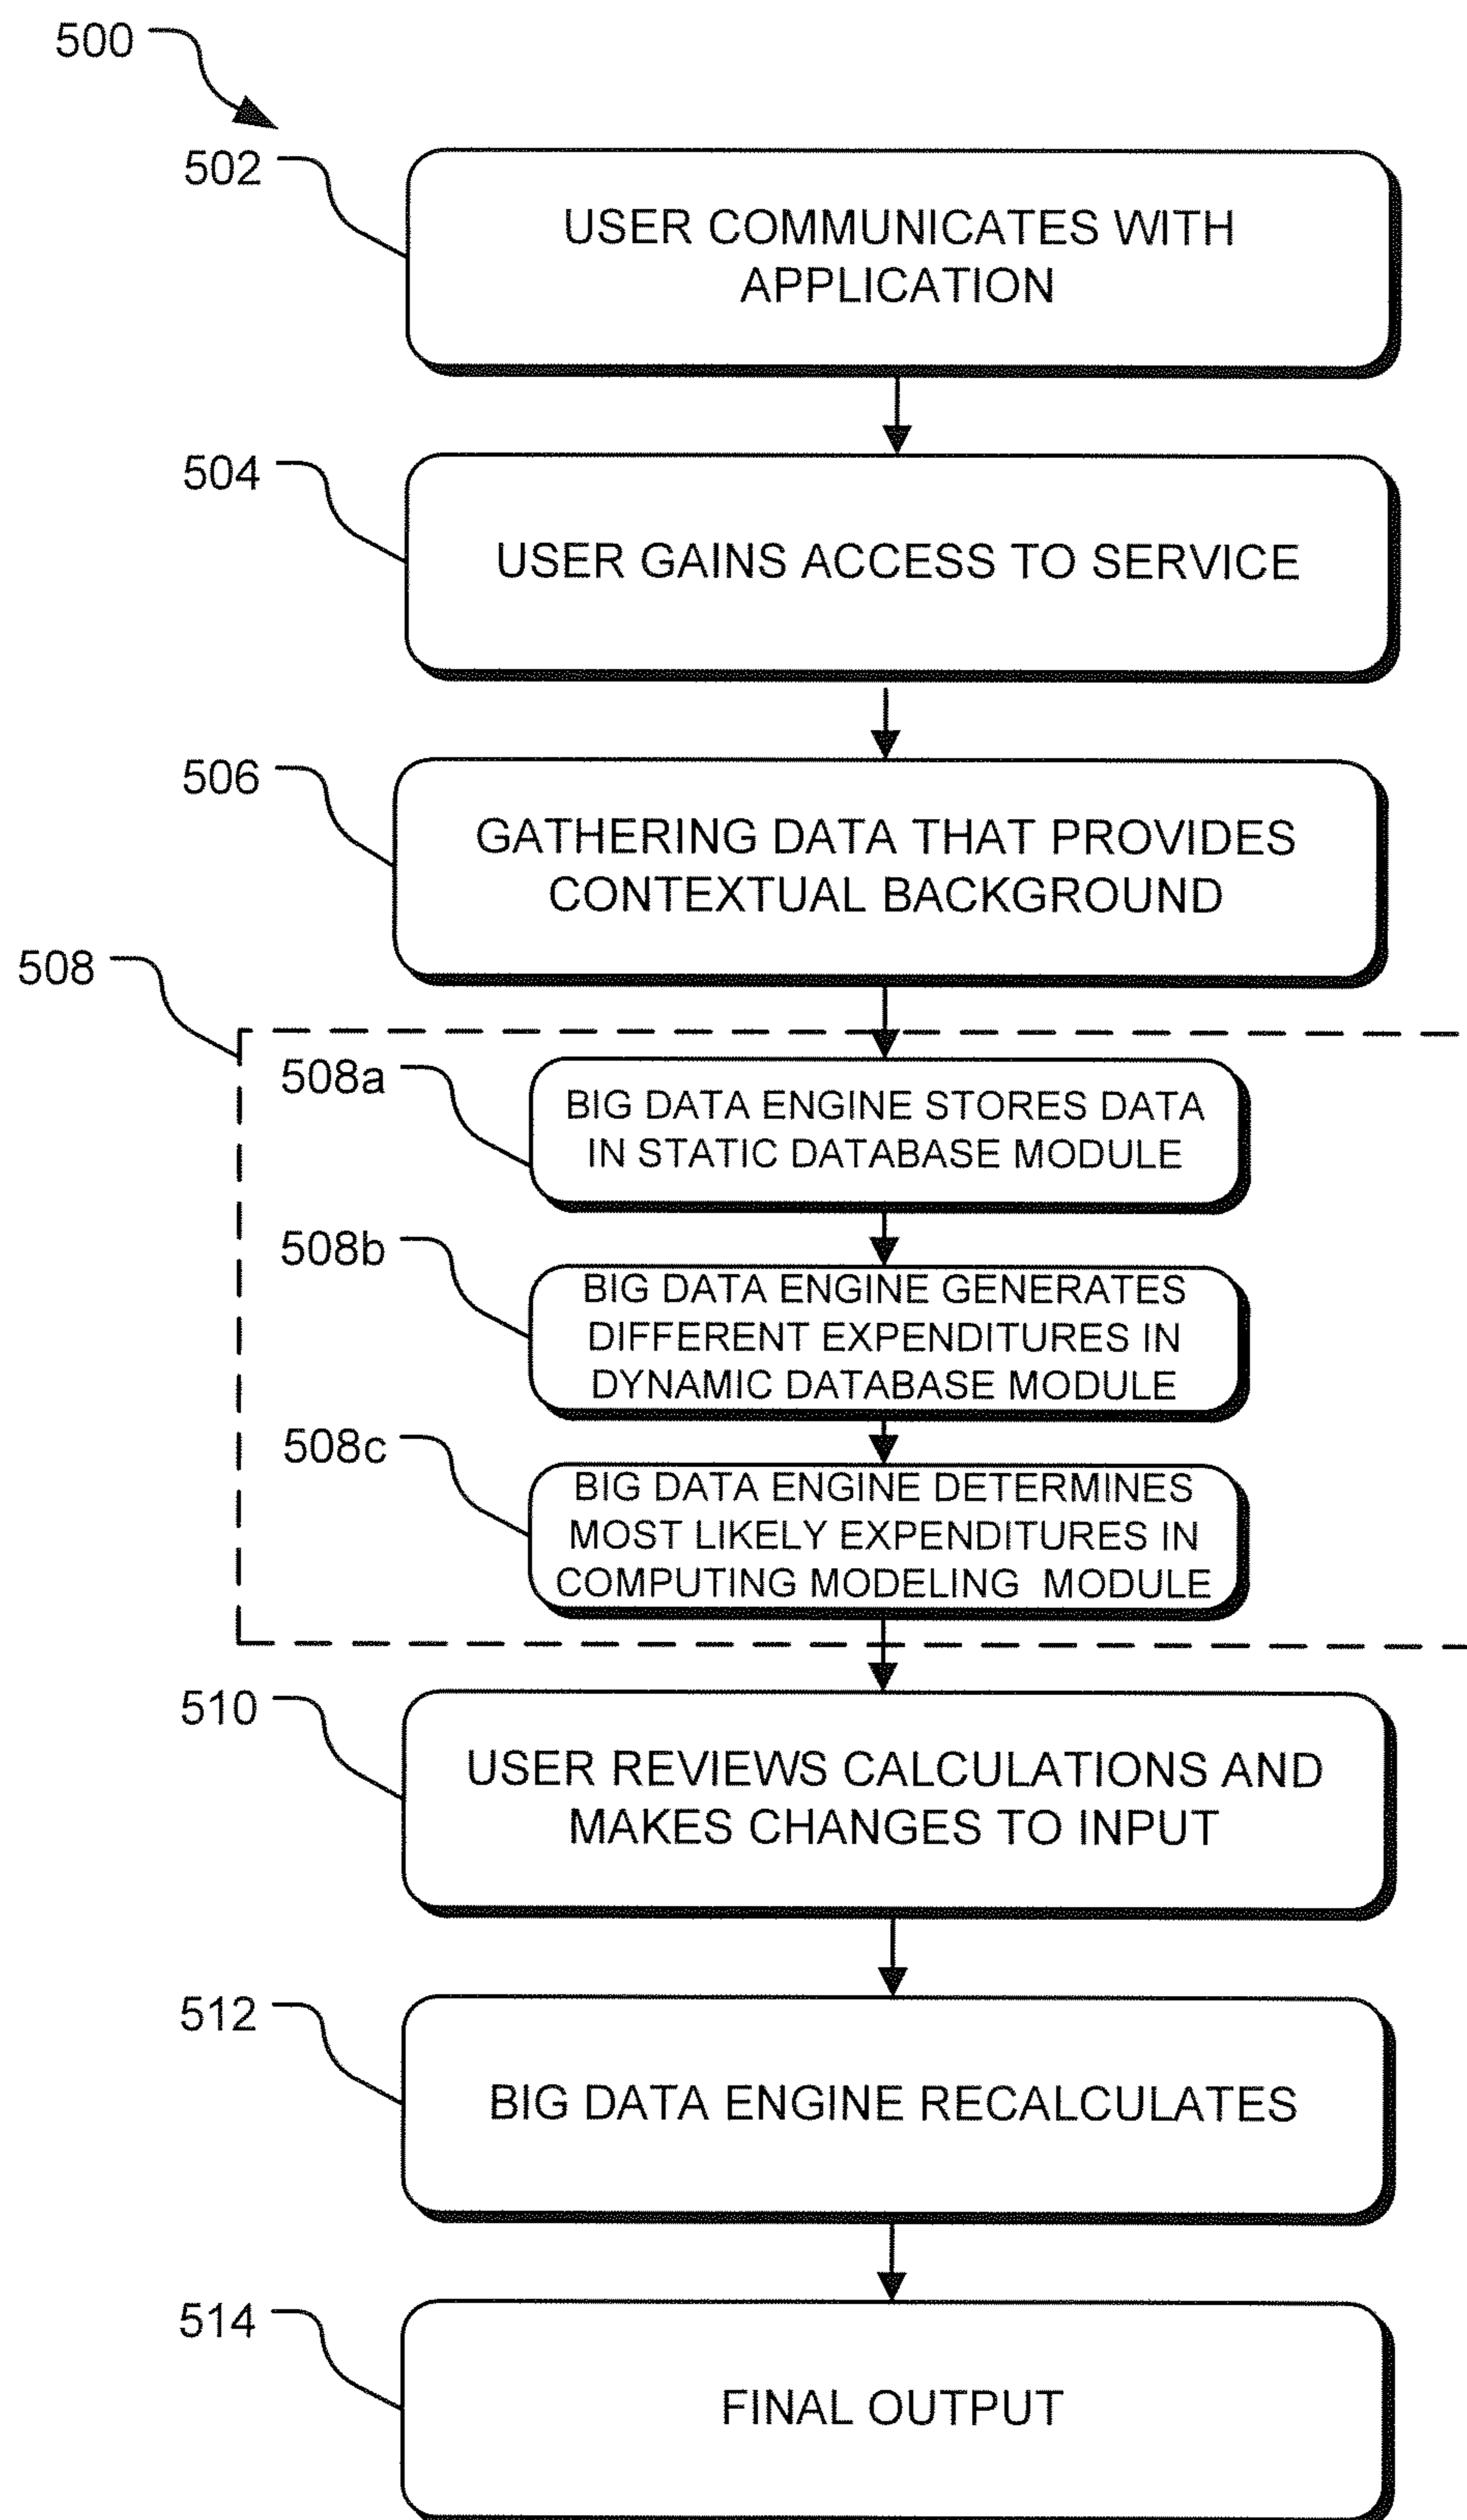 500
502
USER COMMUNICATES WITH
APPLICATION
504
USER GAINS ACCESS TO SERVICE
506
GATHERING DATA THAT PROVIDES
CONTEXTUAL BACKGROUND
508
508a
BIG DATA ENGINE STORES DATA
IN STATIC DATABASE MODULE
508b
BIG DATA ENGINE GENERATES
DIFFERENT EXPENDITURES IN
DYNAMIC DATABASE MODULE
508c
BIG DATA ENGINE DETERMINES
MOST LIKELY EXPENDITURES IN
COMPUTING MODELING MODULE
510
USER REVIEWS CALCULATIONS AND
MAKES CHANGES TO INPUT
512
BIG DATA ENGINE RECALCULATES
514
FINAL OUTPUT